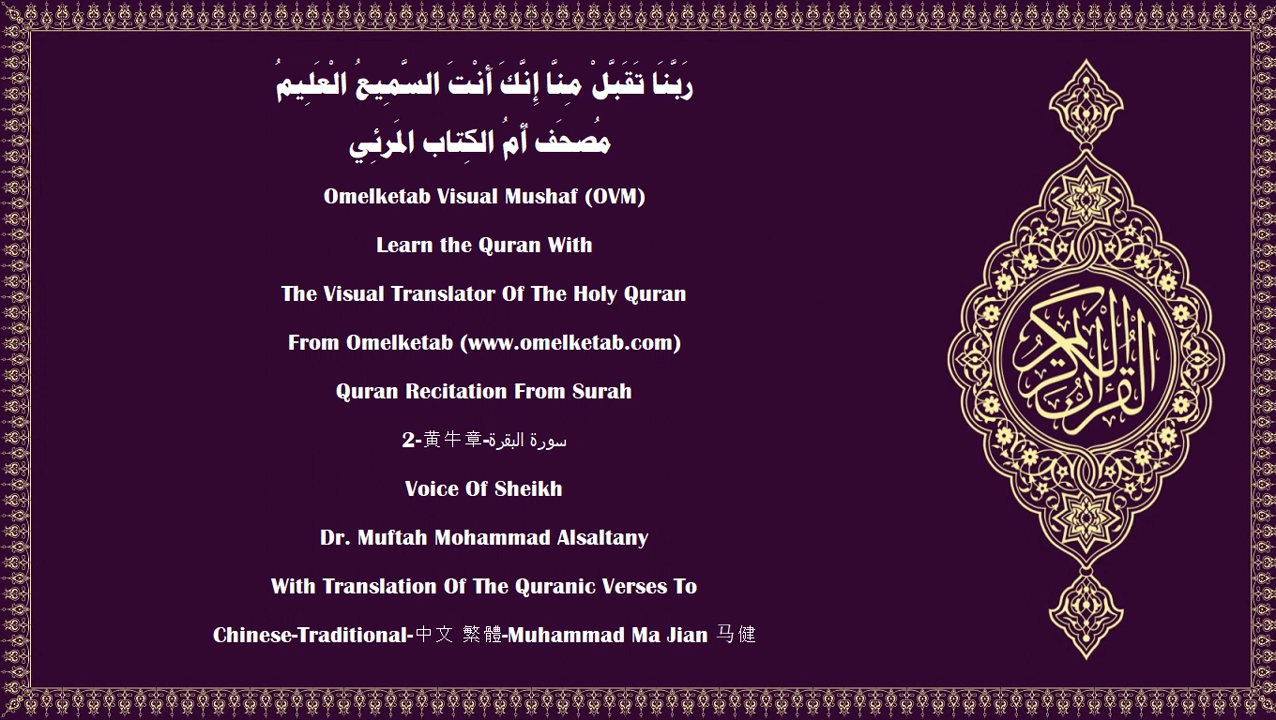 رَبَّنَا تَقَبَّلْ مِنَّا إِنَّكَ أَنْتَ السَّمِيعُ الْعَلِيمُ
مُصحَف أمُ الكِتاب المَرئِي
Omelketab Visual Mushaf (OVM)
Learn the Quran With
The Visual Translator Of The Holy Quran
From Omelketab (www.omelketab.com)
Quran Recitation From Surah
2-黄牛章-سورة البقرة
Voice Of Sheikh
Dr. Muftah Mohammad Alsaltany
With Translation Of The Quranic Verses To
Chinese-Traditional-中文 繁體-Muhammad Ma Jian 马健
القرآن الكريم